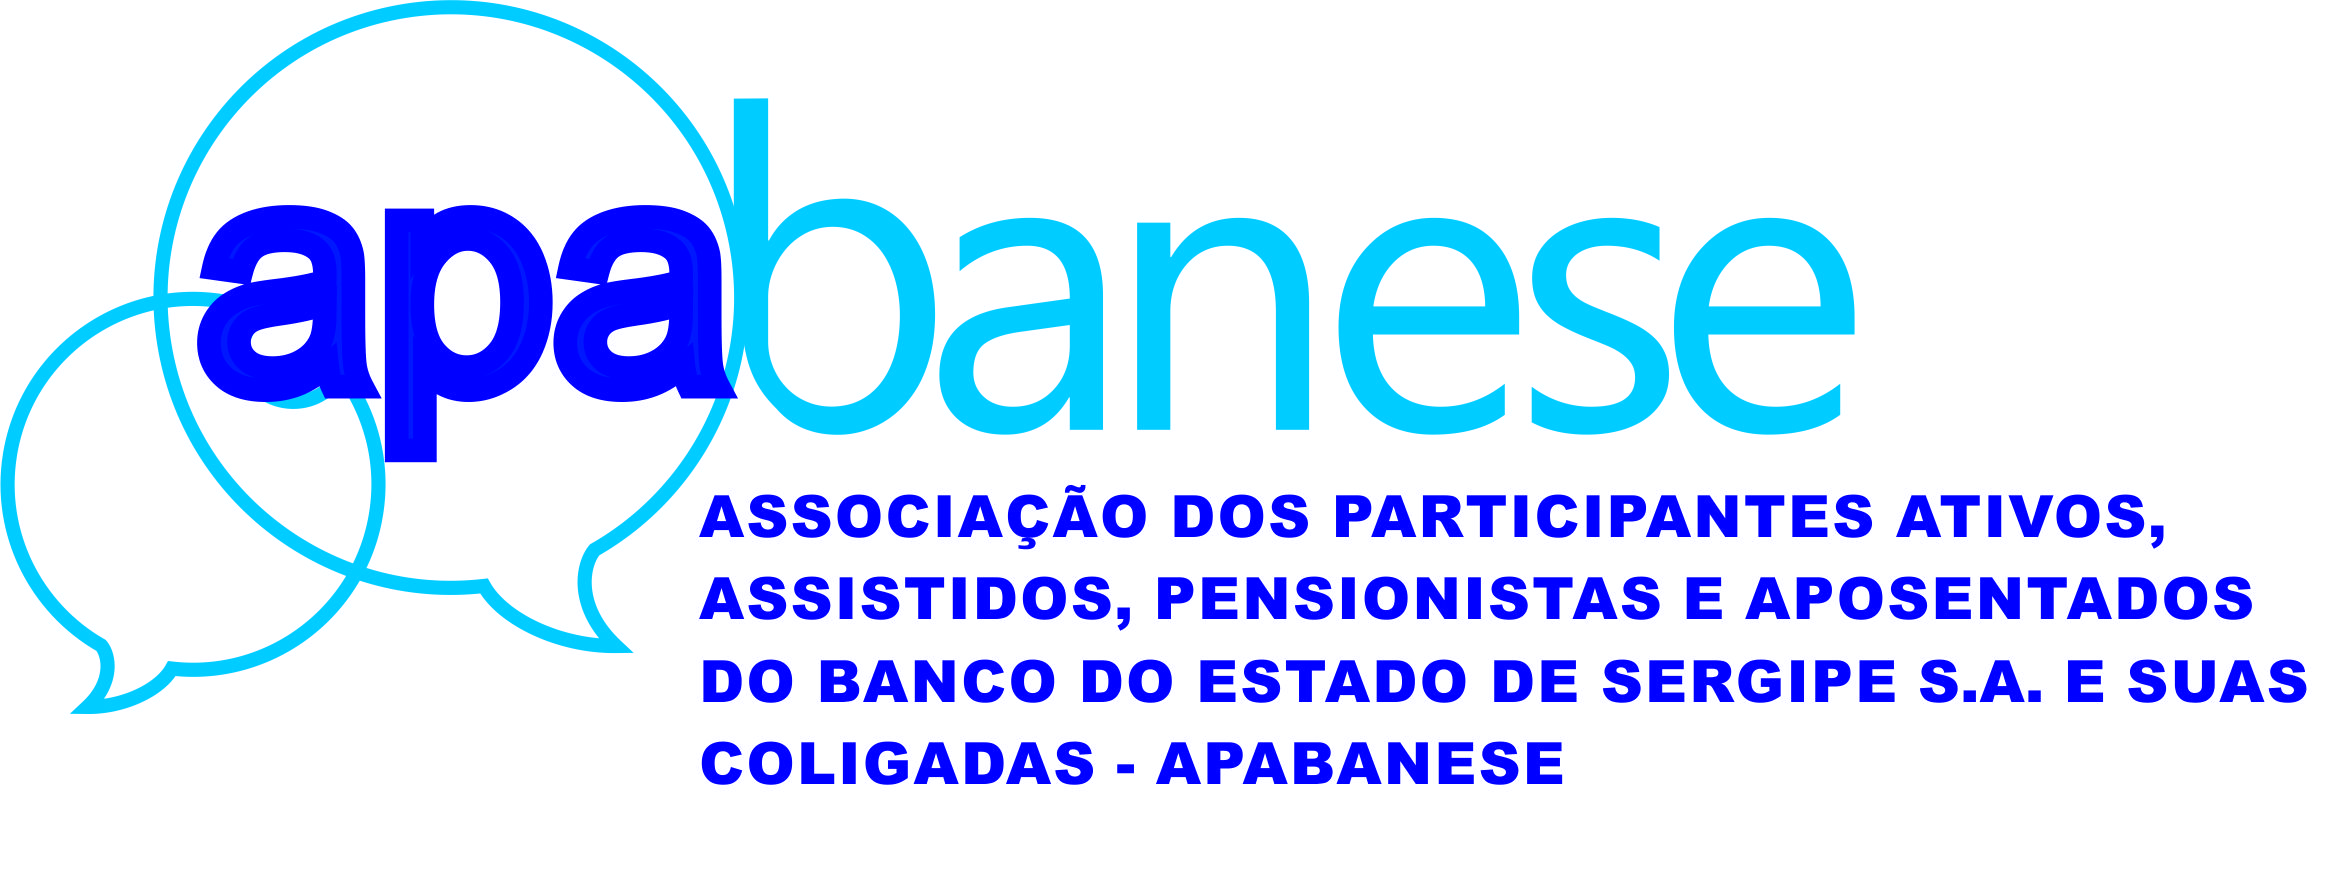 apabanese
ASSOCIAÇÃO DOS PARTICIPANTES ATIVOS,
ASSISTIDOS, PENSIONISTAS E APOSENTADOS
DO BANCO DO ESTADO DE SERGIPE S.A. E SUAS
COLIGADAS - APABANESE